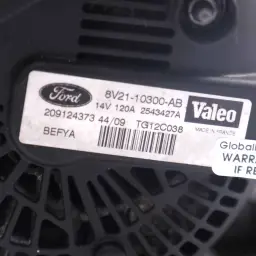 Ford
8V21-10300-AB
14V 120A 2543427A
Valeo
209124373 44/09 TG12C038
MADE IN FRANCE
BEFYA
Global
WARR
IF RE